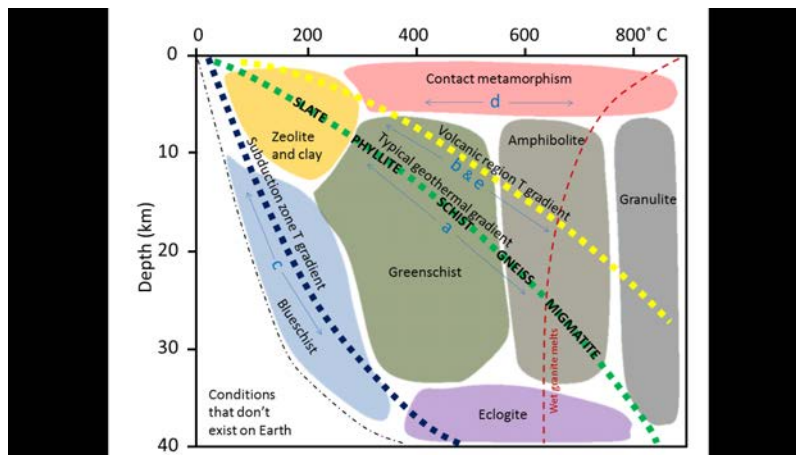 0
200
400
600
800° C
0
10
20
30
40
Depth (km)
Contact metamorphism
d
SLATE
Zeolite
and clay
Volcanic region T gradient
b & e
Amphibolite
PHYLLITE
Typical geothermal gradient
a
SCHIST
Granulite
Subduction zone T gradient
c
Blueschist
Greenschist
GNEISS
MIGMATITE
Wet granite melts
Conditions
that don't
exist on Earth
Eclogite